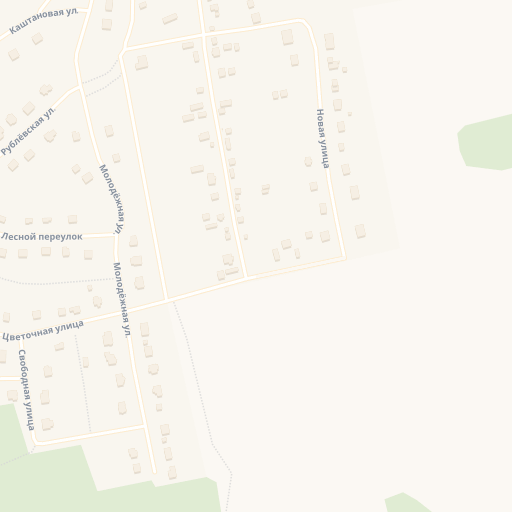 Каштановая ул.
Рублёвская ул.
Новая улица
Молодёжная ул.
Лесной переулок
Молодёжная ул.
Цветочная улица
Свободная улица